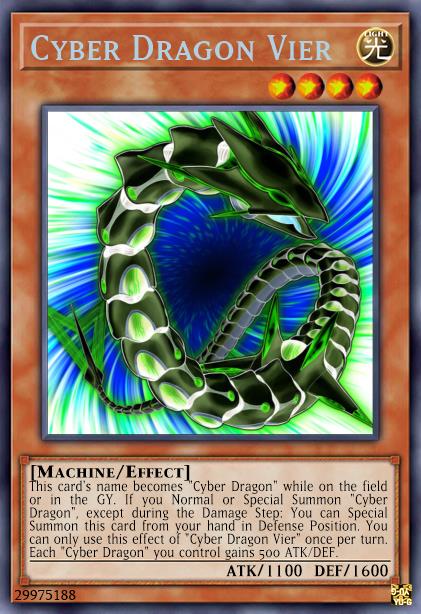 CYBER DRAGON VIER
LIGHT
光
[MACHINE/EFFECT]
This card's name becomes "Cyber Dragon" while on the field
or in the GY. If you Normal or Special Summon "Cyber
Dragon", except during the Damage Step: You can Special
Summon this card from your hand in Defense Position. You
can only use this effect of "Cyber Dragon Vier" once per turn.
Each "Cyber Dragon" you control gains 500 ATK/DEF.
ATK/1100 DEF/1600
29975188